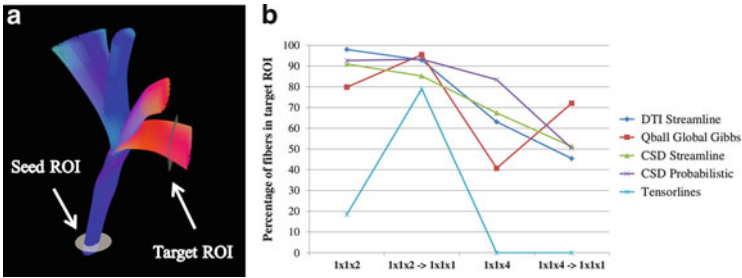 a
Seed ROI
Target ROI
b
Percentage of fibers in target ROI
100
90
80
70
60
50
40
30
20
10
0
1x1x2
1x1x2 -> 1x1x1
1x1x4
1x1x4 -> 1x1x1
DTI Streamline
Qball Global Gibbs
CSD Streamline
CSD Probabilistic
Tensorlines